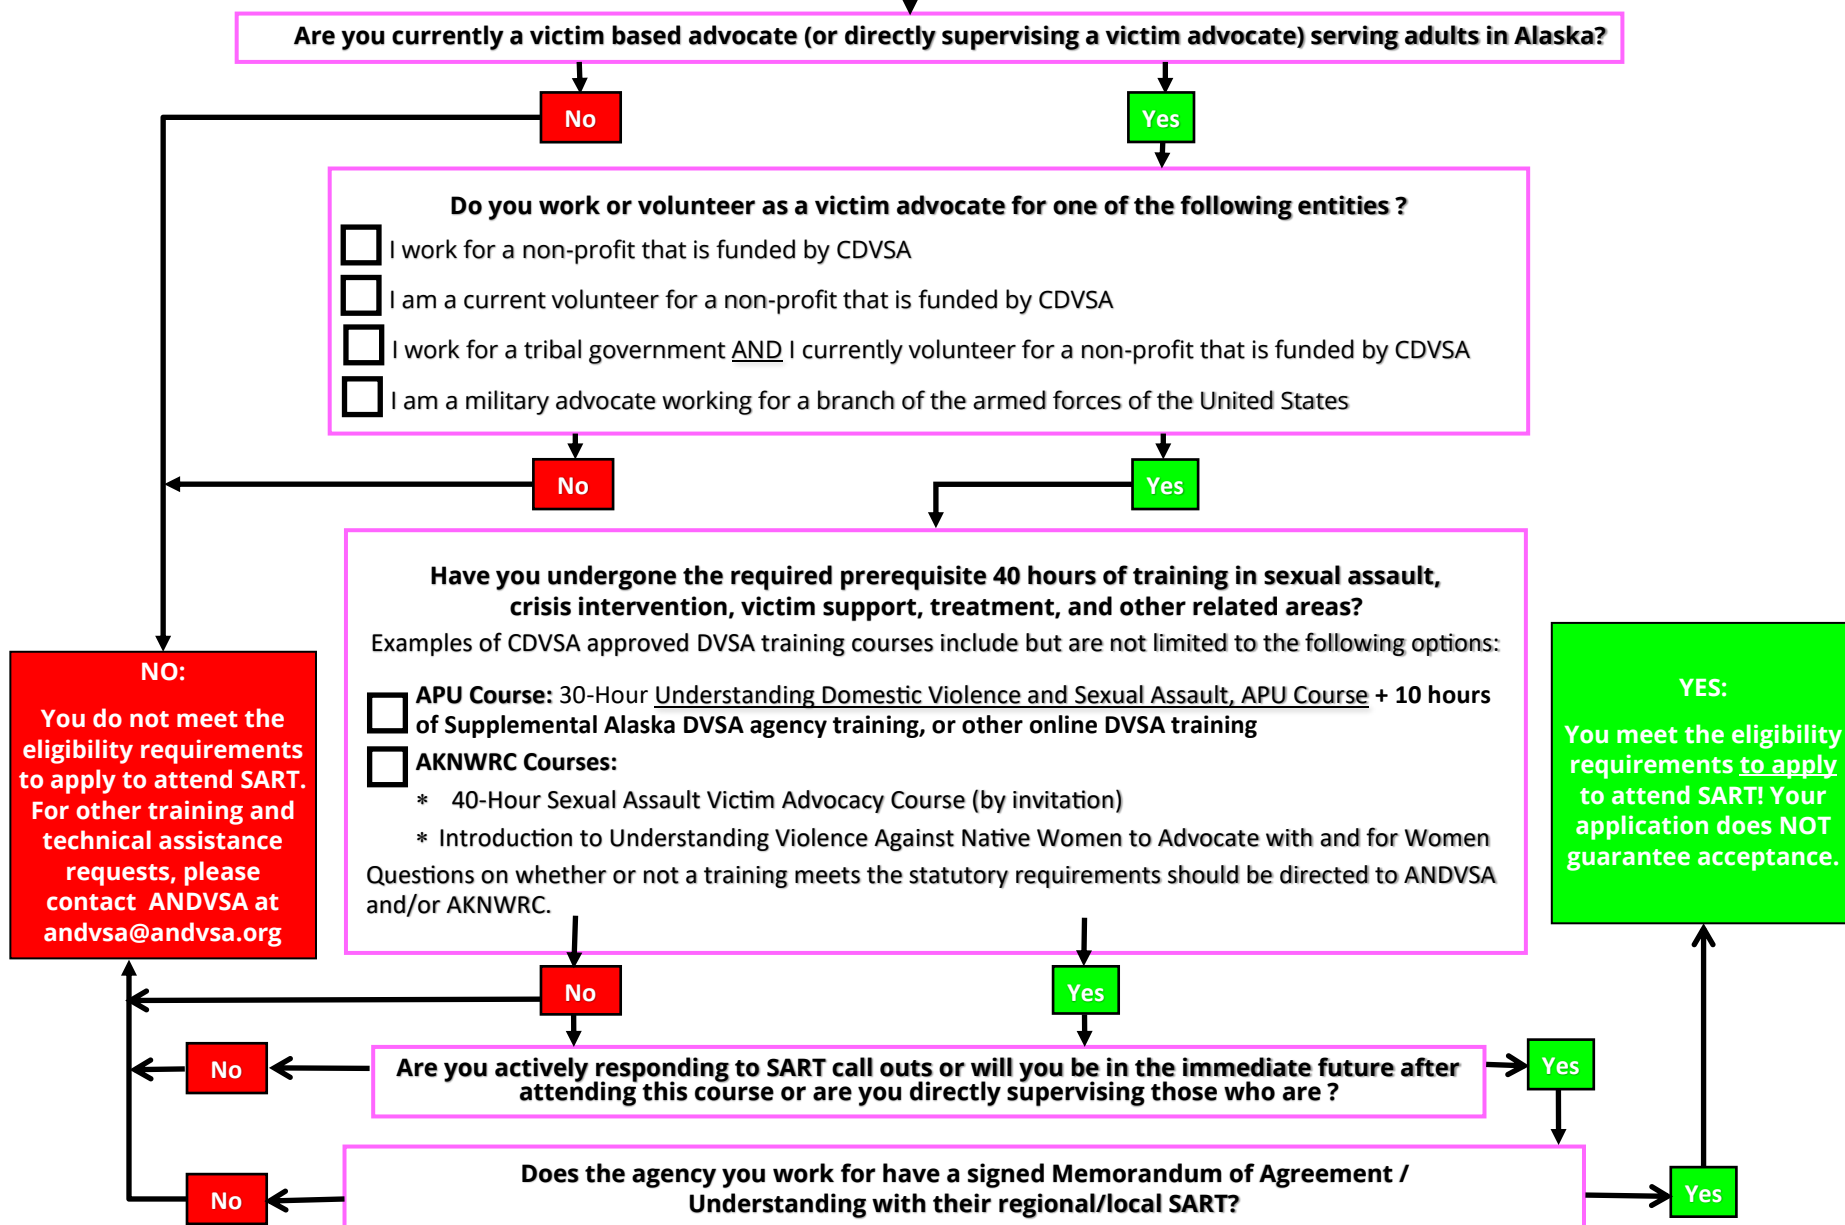 Are you currently a victim based advocate (or directly supervising a victim advocate) serving adults in Alaska?
No
Yes
Do you work or volunteer as a victim advocate for one of the following entities ?
I work for a non-profit that is funded by CDVSA
I am a current volunteer for a non-profit that is funded by CDVSA
I work for a tribal government AND I currently volunteer for a non-profit that is funded by CDVSA
I am a military advocate working for a branch of the armed forces of the United States
No
Yes
Have you undergone the required prerequisite 40 hours of training in sexual assault,
crisis intervention, victim support, treatment, and other related areas?
Examples of CDVSA approved DVSA training courses include but are not limited to the following options:
APU Course: 30-Hour Understanding Domestic Violence and Sexual Assault, APU Course + 10 hours
of Supplemental Alaska DVSA agency training, or other online DVSA training
AKNWRC Courses:
* 40-Hour Sexual Assault Victim Advocacy Course (by invitation)
* Introduction to Understanding Violence Against Native Women to Advocate with and for Women
Questions on whether or not a training meets the statutory requirements should be directed to ANDVSA
and/or AKNWRC.
NO:
You do not meet the
eligibility requirements
to apply to attend SART.
For other training and
technical assistance
requests, please
contact ANDVSA at
andvsa@andvsa.org
YES:
You meet the eligibility
requirements to apply
to attend SART! Your
application does NOT
guarantee acceptance.
No
Yes
No
Are you actively responding to SART call outs or will you be in the immediate future after
attending this course or are you directly supervising those who are ?
Yes
No
Does the agency you work for have a signed Memorandum of Agreement /
Understanding with their regional/local SART?
Yes